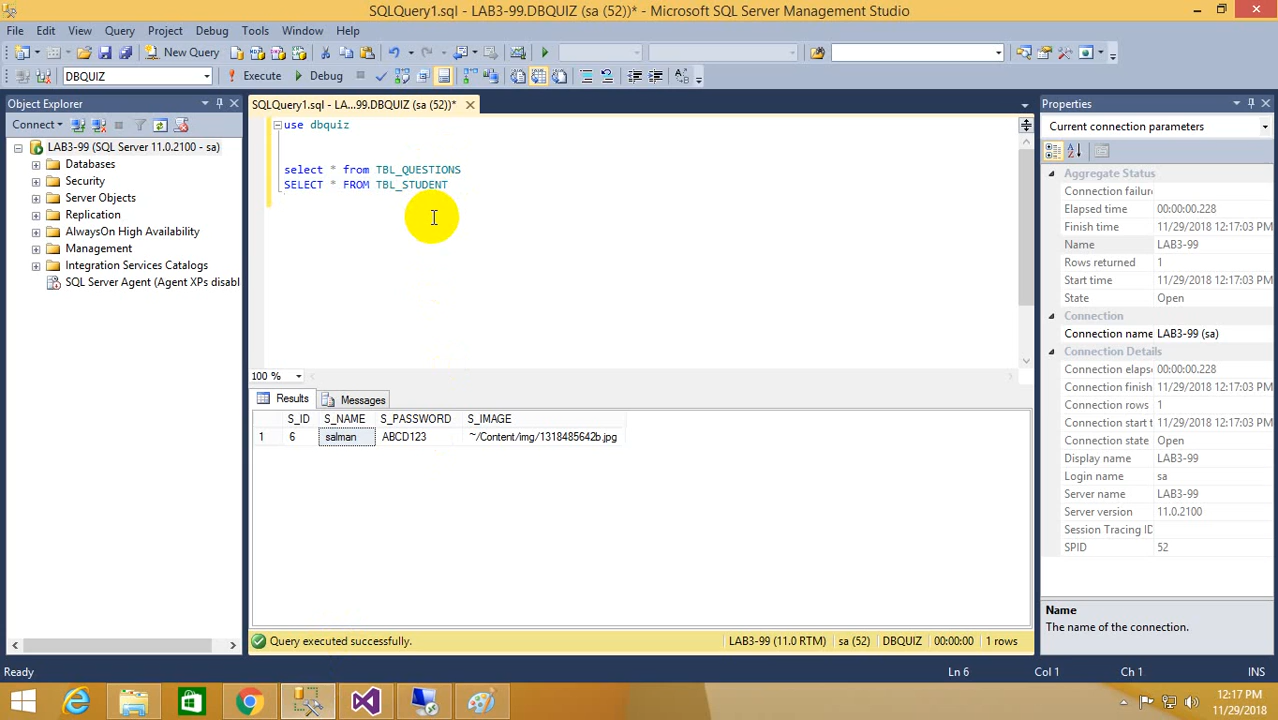 SQLQuery1.sql - LAB3-99.DBQUIZ (sa (52))* - Microsoft SQL Server Management Studio
File Edit View Query Project Debug Tools Window Help
New Query
DBQUIZ Execute Debug
Object Explorer
Connect
LAB3-99 (SQL Server 11.0.2100 - sa)
Databases
Security
Server Objects
Replication
AlwaysOn High Availability
Management
Integration Services Catalogs
SQL Server Agent (Agent XPs disabl
SQLQuery1.sql - LA...99.DBQUIZ (sa (52))*
use dbquiz
select * from TBL_QUESTIONS
SELECT * FROM TBL_STUDENT
100 %
Results Messages
S_ID S_NAME S_PASSWORD S_IMAGE
1 6 salman ABCD123 ~/Content/img/1318485642b.jpg
Query executed successfully. LAB3-99 (11.0 RTM) sa (52) DBQUIZ 00:00:00 1 rows
Properties
Current connection parameters
Aggregate Status
Connection failure
Elapsed time 00:00:00.228
Finish time 11/29/2018 12:17:03 PM
Name LAB3-99
Rows returned 1
Start time 11/29/2018 12:17:03 PM
State Open
Connection
Connection name LAB3-99 (sa)
Connection Details
Connection elaps 00:00:00.228
Connection finish 11/29/2018 12:17:03 PM
Connection rows 1
Connection start t 11/29/2018 12:17:03 PM
Connection state Open
Display name LAB3-99
Login name sa
Server name LAB3-99
Server version 11.0.2100
Session Tracing ID
SPID 52
Name
The name of the connection.
Ready Ln 6 Col 1 Ch 1 INS
12:17 PM
11/29/2018